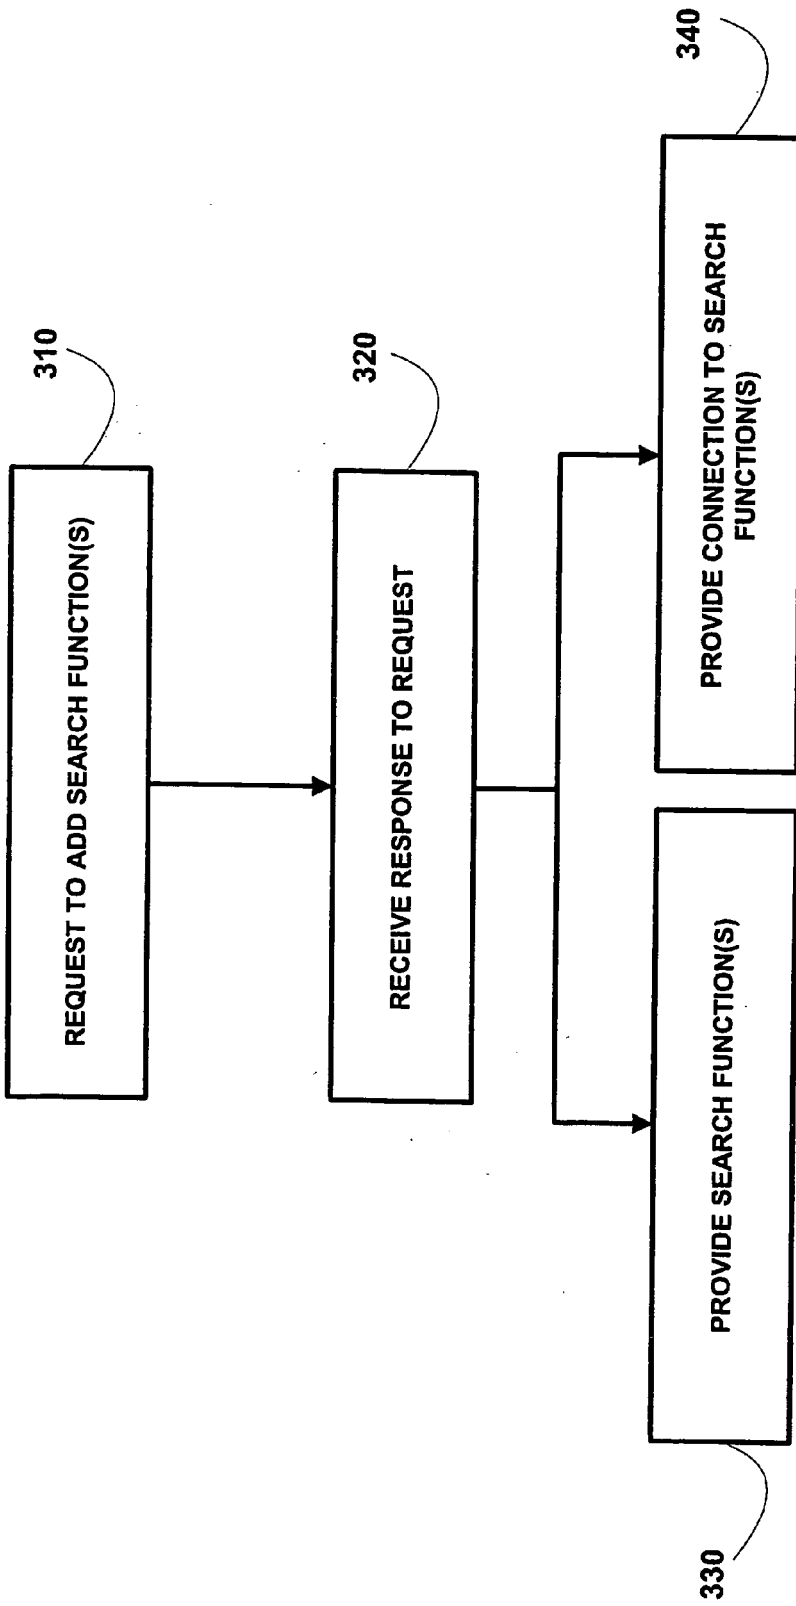 310
REQUEST TO ADD SEARCH FUNCTION(S)
320
RECEIVE RESPONSE TO REQUEST
330
PROVIDE SEARCH FUNCTION(S)
340
PROVIDE CONNECTION TO SEARCH
FUNCTION(S)